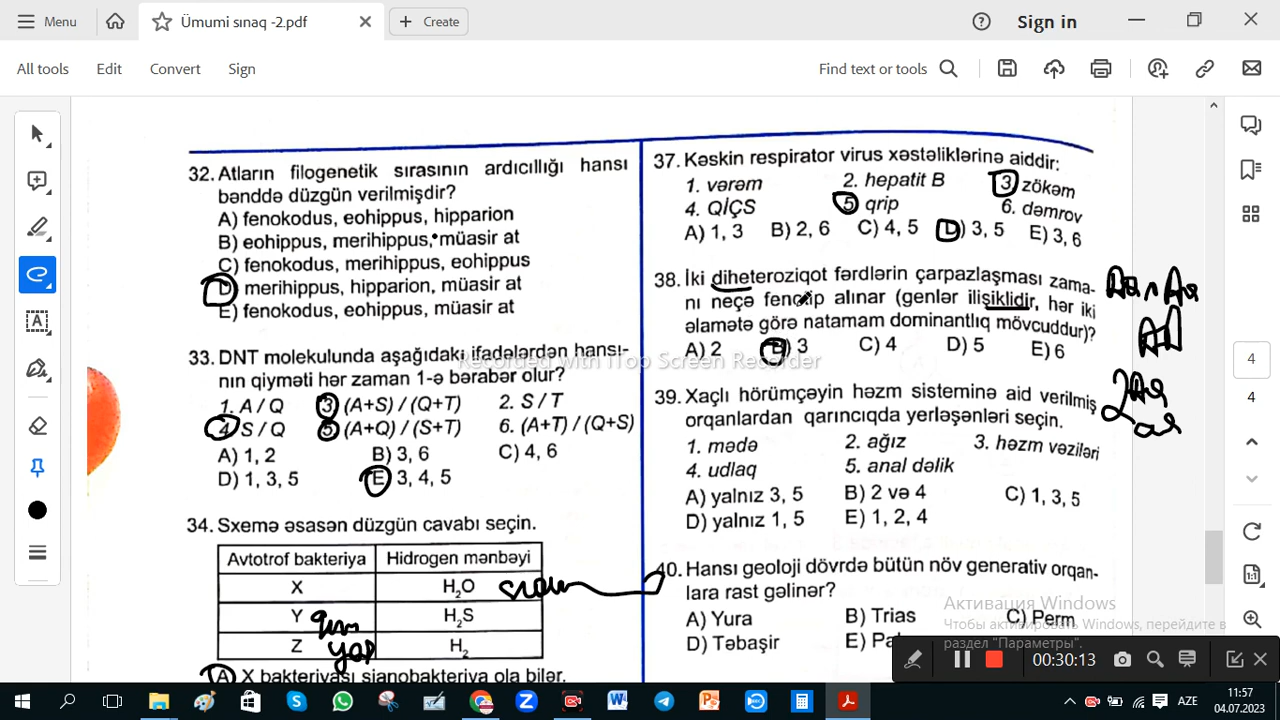 Menu
Ümumi sınaq -2.pdf
Create
Sign in
All tools
Edit
Convert
Sign
Find text or tools
32. Atların filogenetik sırasının ardıcıllığı hansı
bənddə düzgün verilmişdir?
A) fenokodus, eohippus, hipparion
B) eohippus, merihippus, müasir at
C) fenokodus, merihippus, eohippus
merihippus, hipparion, müasir at
E) fenokodus, eohippus, müasir at
33. DNT molekulunda aşağıdakı ifadələrdən hansı-
nın qiyməti hər zaman 1-ə bərabər olur?
1. A / Q 3 (A+S) / (Q+T) 2. S / T
4. S / Q 5 (A+Q) / (S+T) 6. (A+T) / (Q+S)
A) 1, 2 B) 3, 6 C) 4, 6
D) 1, 3, 5 E 3, 4, 5
34. Sxemə əsasən düzgün cavabı seçin.
Avtotrof bakteriya Hidrogen mənbəyi
X H₂O
Y H₂S
Z H₂
A X bakteriyası sianobakteriya ola bilər.
37. Kəskin respirator virus xəstəliklərinə aiddir:
1. vərəm 2. hepatit B 3 zökəm
4. QİÇS 5 qrip 6. dəmrov
A) 1, 3 B) 2, 6 C) 4, 5 D) 3, 5 E) 3, 6
38. İki diheteroziqot fərdlərin çarpazlaşması zama-
nı neçə fenotip alınar (genlər ilişiklidir, hər iki
əlamətə görə natamam dominantlıq mövcuddur)?
A) 2 B) 3 C) 4 D) 5 E) 6
Recorded with iTop Screen Recorder
Aa Aa
39. Xaçlı hörümçəyin həzm sisteminə aid verilmiş
orqanlardan qarıncıqda yerləşənləri seçin.
1. mədə 2. ağız 3. həzm vəziləri
4. udlaq 5. anal dəlik
A) yalnız 3, 5 B) 2 və 4 C) 1, 3, 5
D) yalnız 1, 5 E) 1, 2, 4
40. Hansı geoloji dövrdə bütün növ generativ orqan-
lara rast gəlinər?
A) Yura B) Trias C) Perm
D) Təbaşir
4
4
Активация Windows
Чтобы активировать Windows, перейдите в
раздел "Параметры".
00:30:13
AZE
11:57
04.07.2023